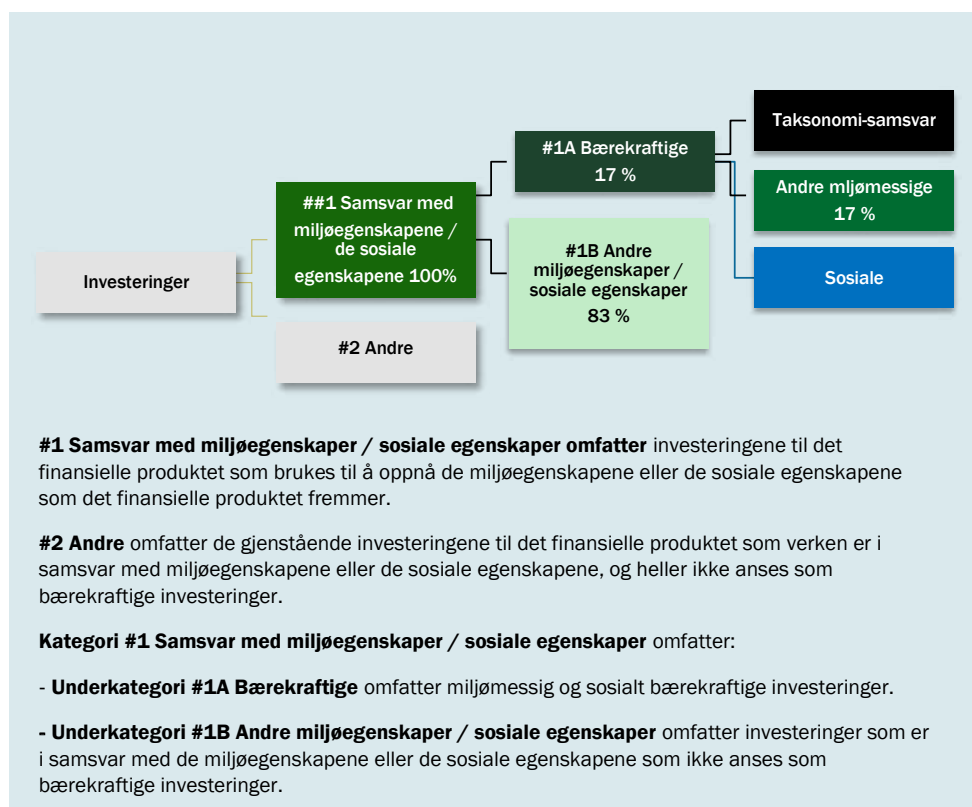 Investeringer
##1 Samsvar med
miljøegenskapene /
de sosiale
egenskapene 100%
#2 Andre
#1A Bærekraftige
17 %
#1B Andre
miljøegenskaper /
sosiale egenskaper
83 %
Taksonomi-samsvar
Andre mljømessige
17 %
Sosiale
#1 Samsvar med miljøegenskaper / sosiale egenskaper omfatter investeringene til det
finansielle produktet som brukes til å oppnå de miljøegenskapene eller de sosiale egenskapene
som det finansielle produktet fremmer.
#2 Andre omfatter de gjenstående investeringene til det finansielle produktet som verken er i
samsvar med miljøegenskapene eller de sosiale egenskapene, og heller ikke anses som
bærekraftige investeringer.
Kategori #1 Samsvar med miljøegenskaper / sosiale egenskaper omfatter:
- Underkategori #1A Bærekraftige omfatter miljømessig og sosialt bærekraftige investeringer.
- Underkategori #1B Andre miljøegenskaper / sosiale egenskaper omfatter investeringer som er
i samsvar med de miljøegenskapene eller de sosiale egenskapene som ikke anses som
bærekraftige investeringer.